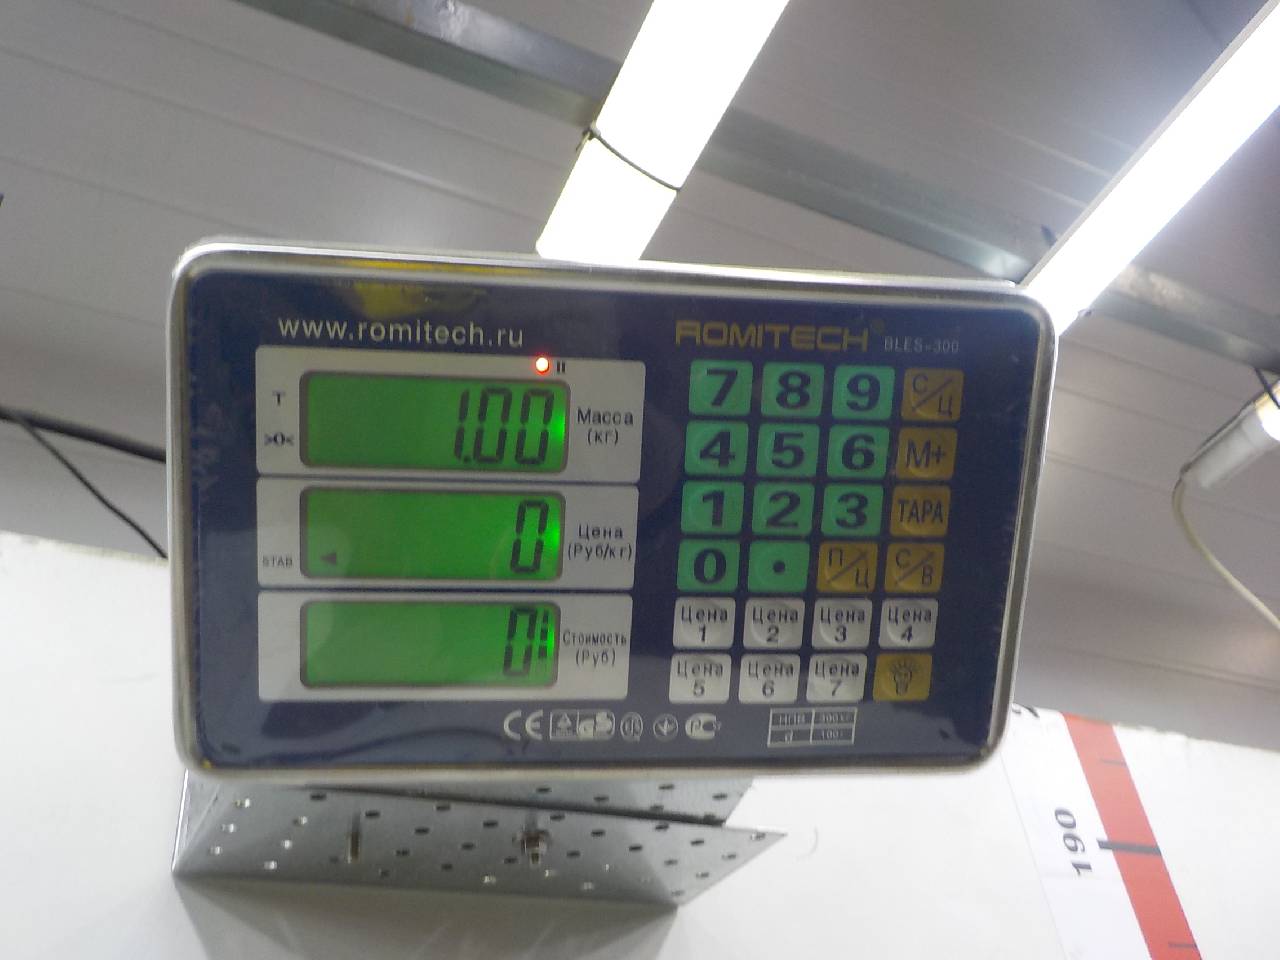 www.romitech.ru
ROMITECH® BLES-300
T
>0<
1.00
Масса
(кг)
STAB
0
Цена
(Руб/кг)
0
Стоимость
(Руб)
7 8 9 С/Ц
4 5 6 M+
1 2 3 ТАРА
0 . П/Ц С/В
Цена 1 Цена 2 Цена 3 Цена 4
Цена 5 Цена 6 Цена 7
CE
d
190